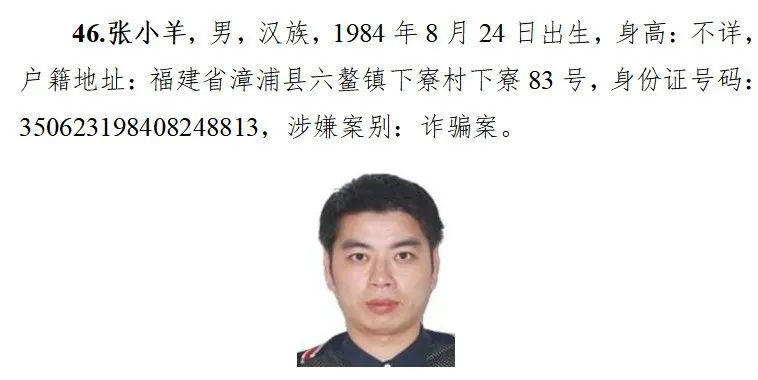 46.张小羊，男，汉族，1984 年 8 月 24 日出生，身高：不详，
户籍地址：福建省漳浦县六鳌镇下寮村下寮 83 号，身份证号码：
350623198408248813，涉嫌案别：诈骗案。